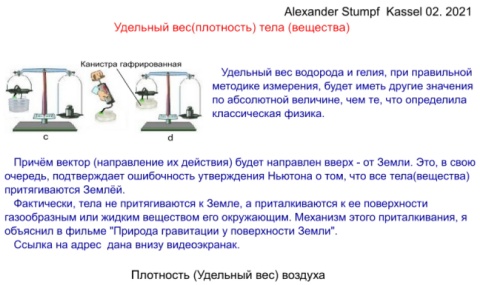 Alexander Stumpf Kassel 02. 2021
Удельный вес(плотность) тела (вещества)
Канистра гафрированная
Удельный вес водорода и гелия, при правильной
методике измерения, будет иметь другие значения
по абсолютной величине, чем те, что определила
классическая физика.
c
d
Причём вектор (направление их действия) будет направлен вверх - от Земли. Это, в свою
очередь, подтверждает ошибочность утверждения Ньютона о том, что все тела(вещества)
притягиваются Землёй.
Фактически, тела не притягиваются к Земле, а приталкиваются к ее поверхности
газообразным или жидким веществом его окружающим. Механизм этого приталкивания, я
объяснил в фильме "Природа гравитации у поверхности Земли".
Ссылка на адрес дана внизу видеоэкранак.
Плотность (Удельный вес) воздуха